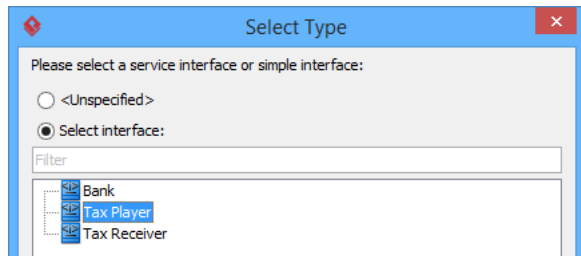 Select Type
Please select a service interface or simple interface:
<Unspecified>
Select interface:
Filter
Bank
Tax Player
Tax Receiver